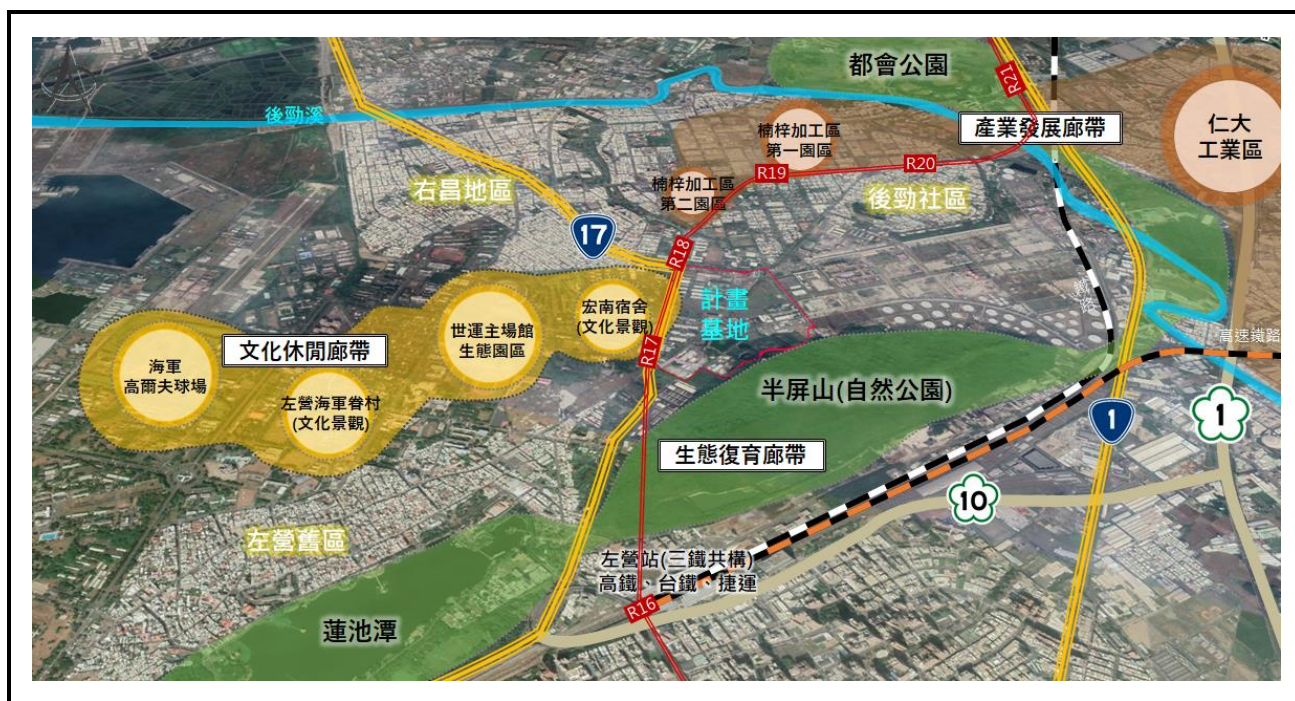 都會公園
R21
後勁溪
楠梓加工區
第一園區
產業發展廊帶
仁大
工業區
R19
R20
右昌地區
楠梓加工區
第二園區
後勁社區
17
R18
宏南宿舍
(文化景觀)
計畫
基地
鐵路
世運主場館
生態園區
高速鐵路
文化休閒廊帶
R17
海軍
高爾夫球場
半屏山(自然公園)
左營海軍眷村
(文化景觀)
1
1
生態復育廊帶
10
左營舊區
左營站(三鐵共構)
高鐵、台鐵、捷運
R16
蓮池潭